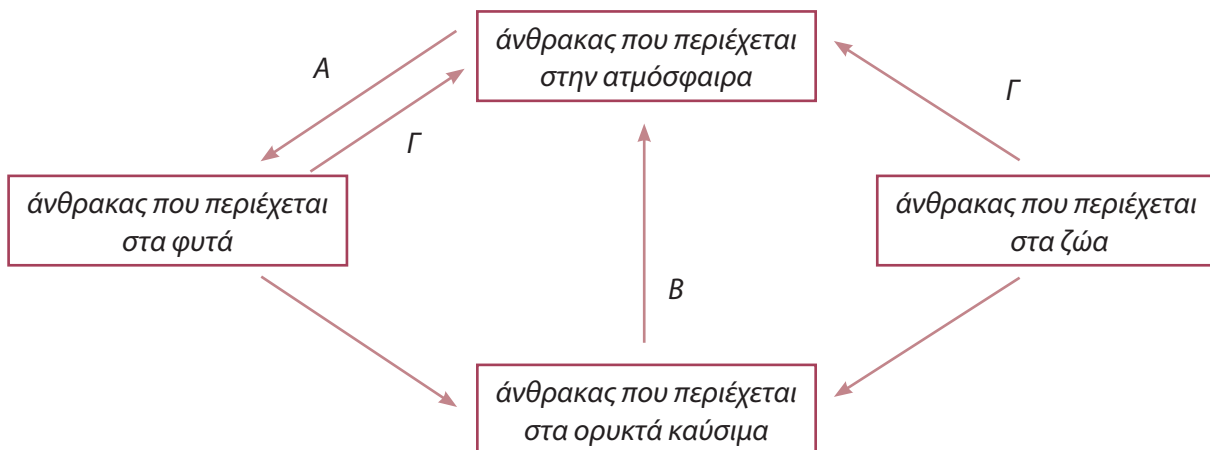 άνθρακας που περιέχεται
στην ατμόσφαιρα
Α
Γ
Γ
άνθρακας που περιέχεται
στα φυτά
άνθρακας που περιέχεται
στα ζώα
Β
άνθρακας που περιέχεται
στα ορυκτά καύσιμα